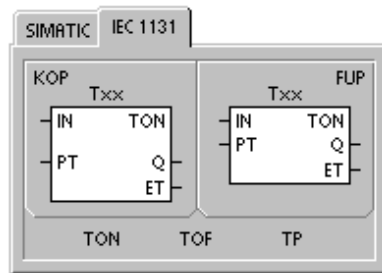 SIMATIC IEC 1131
KOP FUP
Txx Txx
IN TON IN TON
PT Q PT Q
ET ET
TON TOF TP